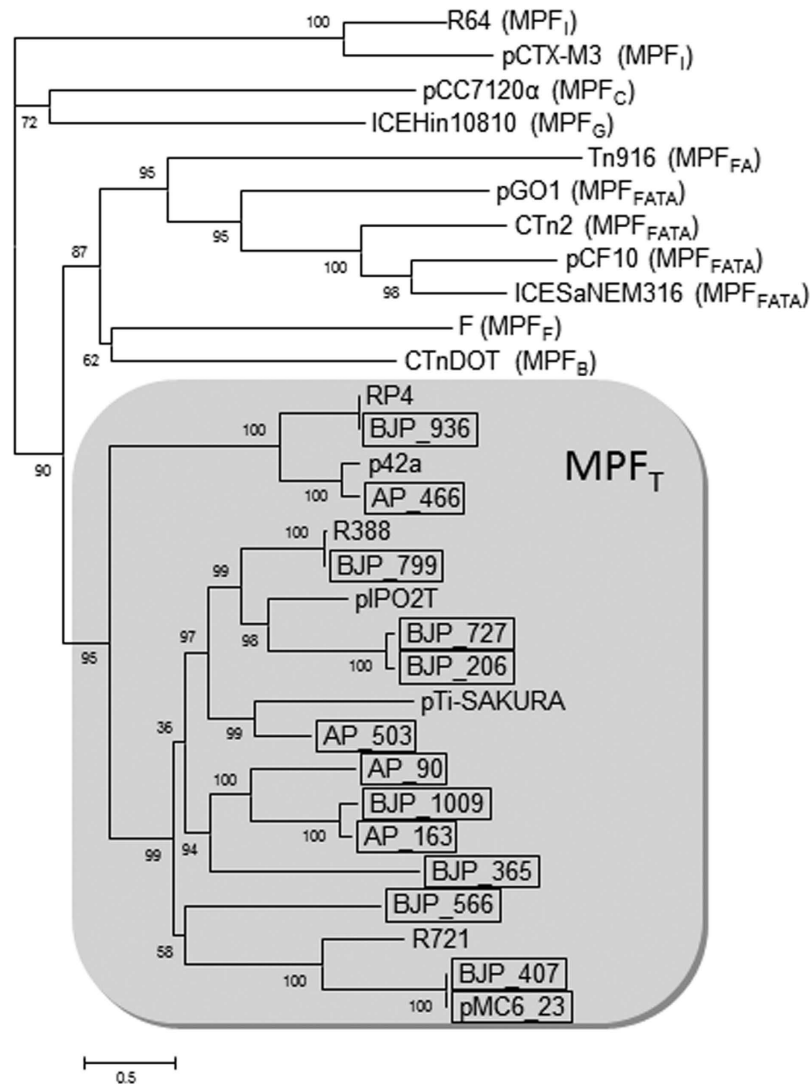 100
R64 (MPF_I)
pCTX-M3 (MPF_I)
pCC7120α (MPF_C)
72
ICEHin10810 (MPF_G)
Tn916 (MPF_FA)
95
pGO1 (MPF_FATA)
95
CTn2 (MPF_FATA)
87
pCF10 (MPF_FATA)
100
98
ICESaNEM316 (MPF_FATA)
F (MPF_F)
62
CTnDOT (MPF_B)
RP4
100
BJP_936
90
p42a
MPF_T
100
AP_466
100
R388
BJP_799
99
pIPO2T
98
BJP_727
97
100
BJP_206
95
pTi-SAKURA
36
99
AP_503
100
AP_90
BJP_1009
100
AP_163
99
94
BJP_365
BJP_566
R721
58
100
BJP_407
100
pMC6_23
0.5